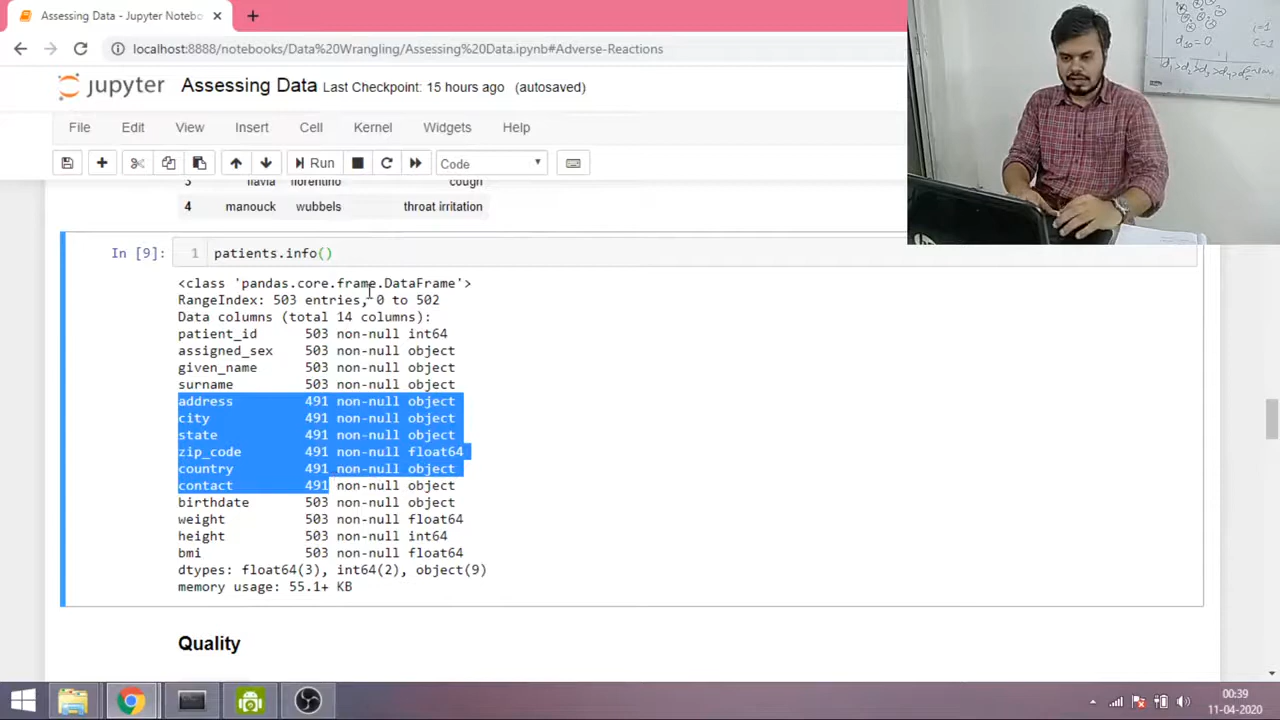 Assessing Data - Jupyter Notebo
localhost:8888/notebooks/Data%20Wrangling/Assessing%20Data.ipynb#Adverse-Reactions
jupyter Assessing Data Last Checkpoint: 15 hours ago (autosaved)
File Edit View Insert Cell Kernel Widgets Help
Run Code
3 flavia fiorentino cough
4 manouck wubbels throat irritation
In [9]: 1 patients.info()
<class 'pandas.core.frame.DataFrame'>
RangeIndex: 503 entries, 0 to 502
Data columns (total 14 columns):
patient_id 503 non-null int64
assigned_sex 503 non-null object
given_name 503 non-null object
surname 503 non-null object
address 491 non-null object
city 491 non-null object
state 491 non-null object
zip_code 491 non-null float64
country 491 non-null object
contact 491 non-null object
birthdate 503 non-null object
weight 503 non-null float64
height 503 non-null int64
bmi 503 non-null float64
dtypes: float64(3), int64(2), object(9)
memory usage: 55.1+ KB
Quality
00:39
11-04-2020